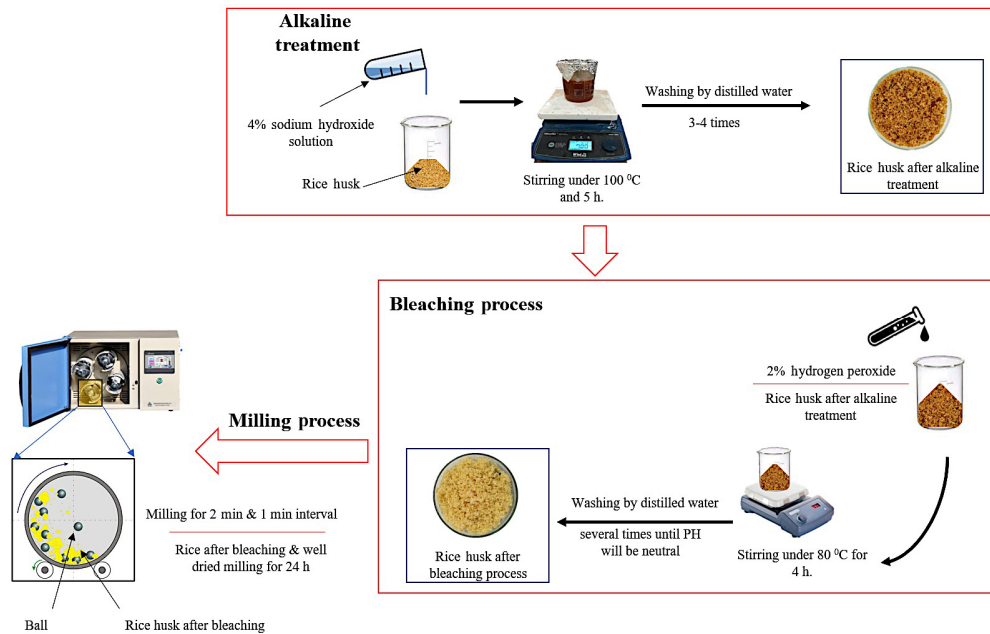 Alkaline
treatment
4% sodium hydroxide
solution
Rice husk
Stirring under 100 ⁰C
and 5 h.
Washing by distilled water
3-4 times
Rice husk after alkaline
treatment
Bleaching process
2% hydrogen peroxide
Rice husk after alkaline
treatment
Stirring under 80 ⁰C for
4 h.
Washing by distilled water
several times until PH
will be neutral
Rice husk after
bleaching process
Milling process
Milling for 2 min & 1 min interval
Rice after bleaching & well
dried milling for 24 h
Ball
Rice husk after bleaching